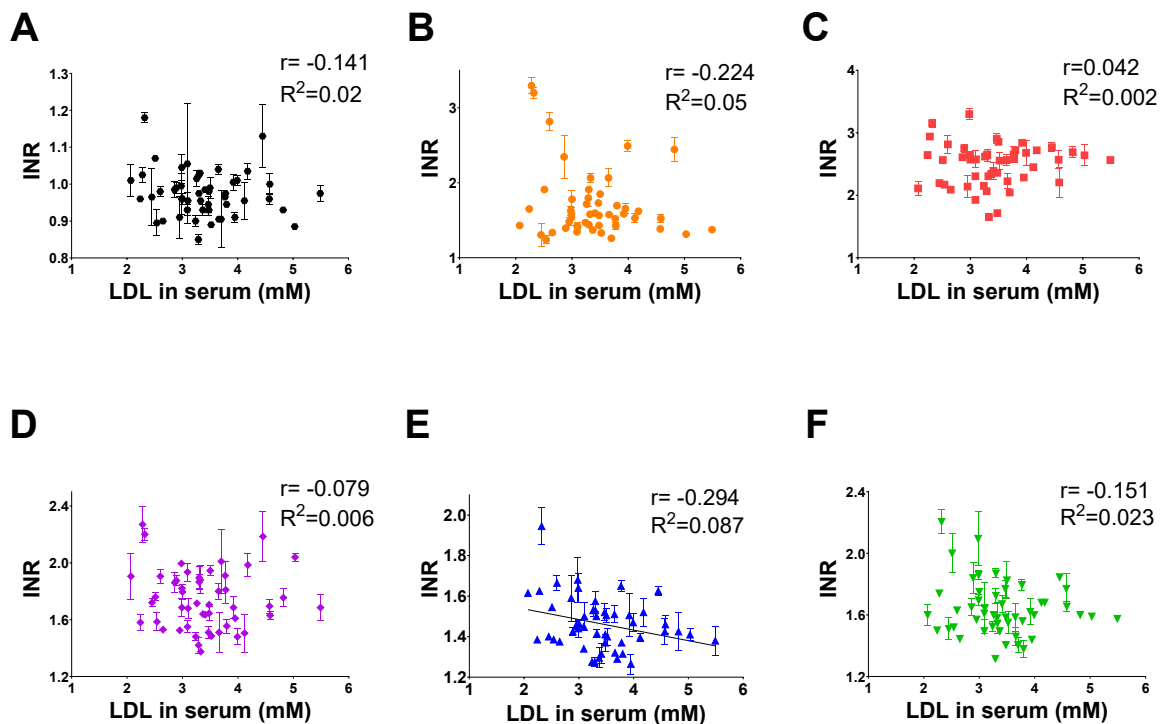 A
r= -0.141
R²=0.02
INR
1.3
1.2
1.1
1.0
0.9
0.8
1 2 3 4 5 6
LDL in serum (mM)
B
r= -0.224
R²=0.05
INR
3
2
1
1 2 3 4 5 6
LDL in serum (mM)
C
r=0.042
R²=0.002
INR
4
3
2
1
1 2 3 4 5 6
LDL in serum (mM)
D
r= -0.079
R²=0.006
INR
2.4
2.0
1.6
1.2
1 2 3 4 5 6
LDL in serum (mM)
E
r= -0.294
R²=0.087
INR
2.0
1.8
1.6
1.4
1.2
1 2 3 4 5 6
LDL in serum (mM)
F
r= -0.151
R²=0.023
INR
2.4
2.0
1.6
1.2
1 2 3 4 5 6
LDL in serum (mM)